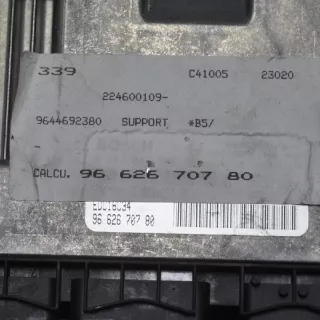 339 C41005 23020
224600109-
9644692380 SUPPORT *B5/
-
CALCU. 96 626 707 80
EDC16C34
96 626 707 80